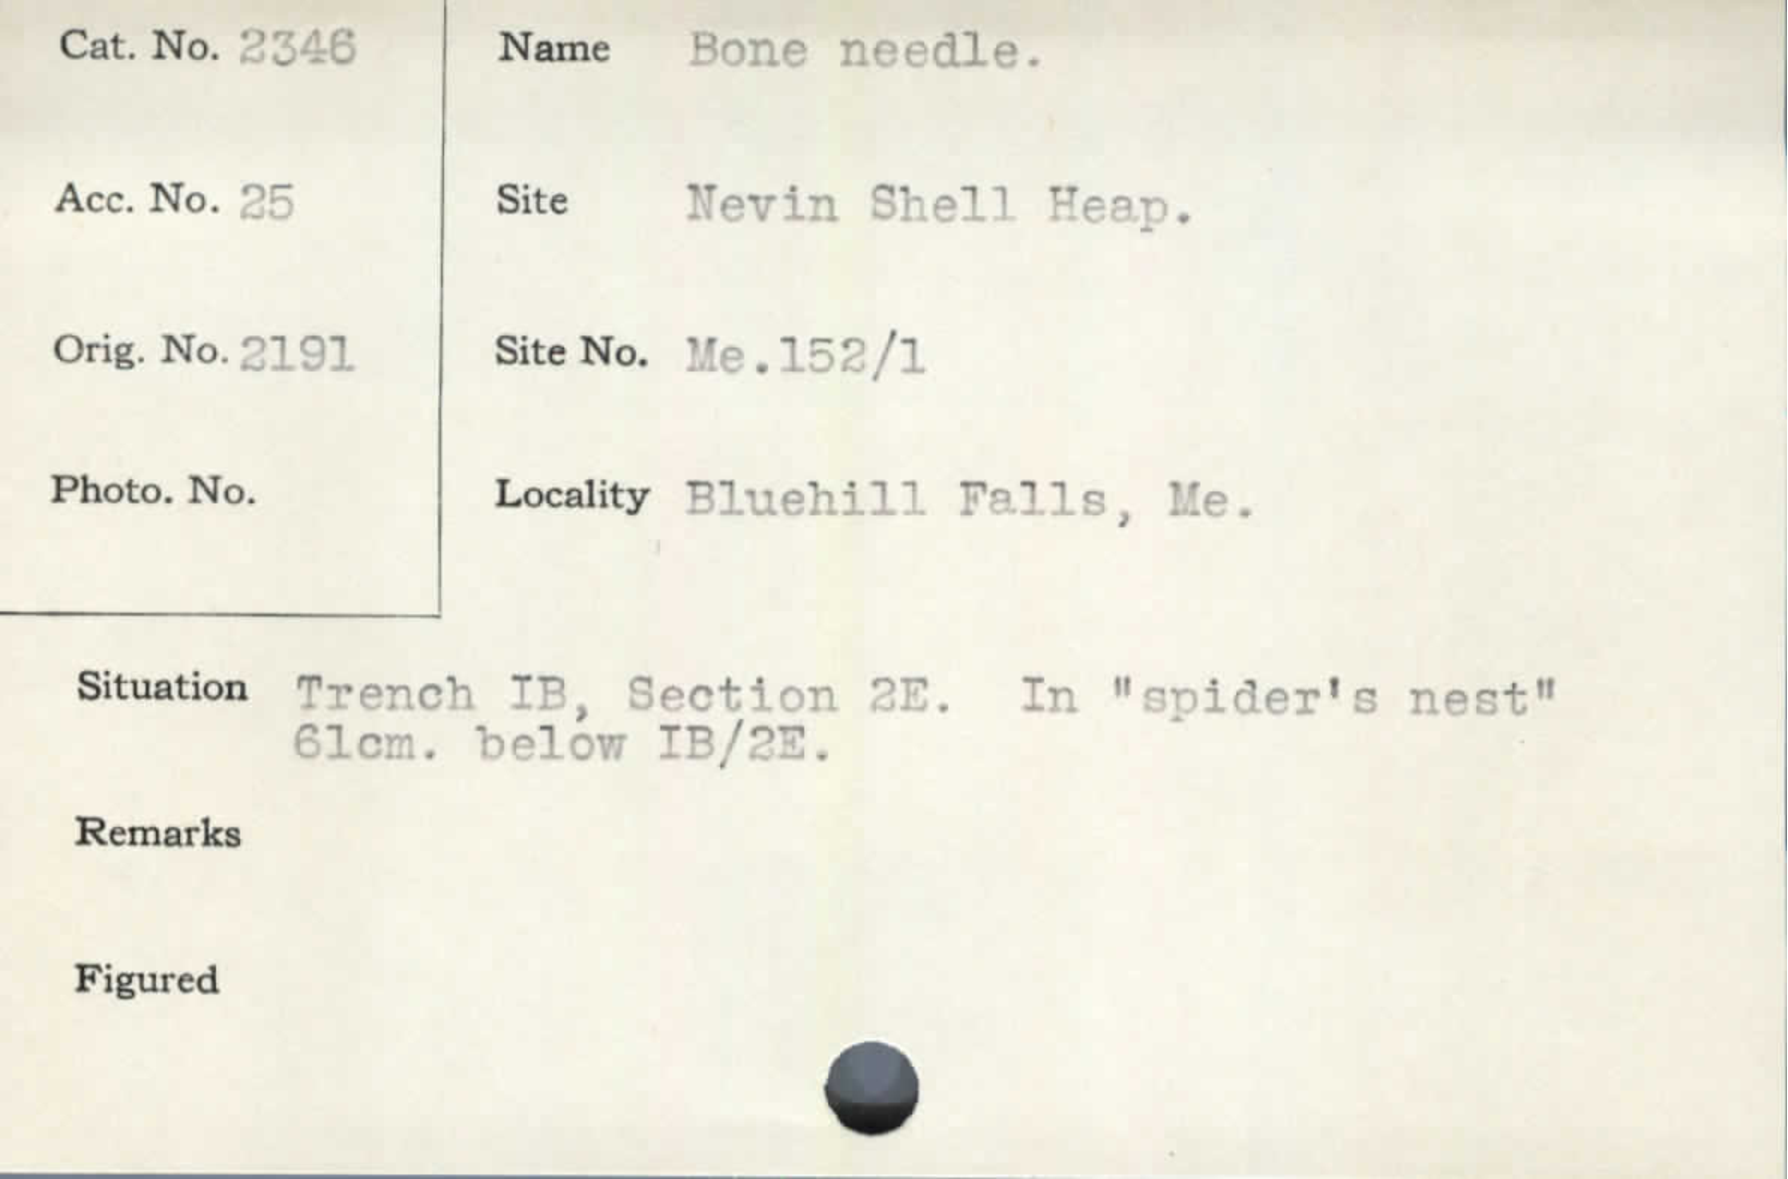 Cat. No. 2346
Name Bone needle.
Acc. No. 25
Site Nevin Shell Heap.
Orig. No. 2191
Site No. Me.152/1
Photo. No.
Locality Bluehill Falls, Me.
Situation Trench IB, Section 2E. In "spider's nest"
61cm. below IB/2E.
Remarks
Figured